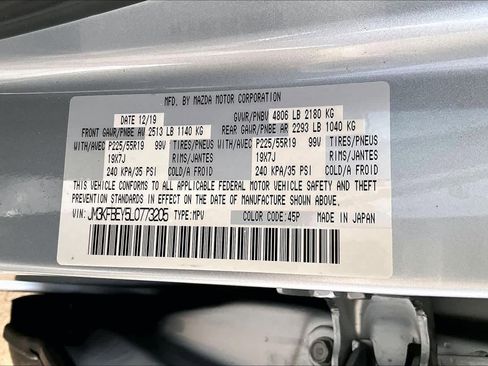 MFD. BY MAZDA MOTOR CORPORATION
DATE 12/19 GVWR/PNBV 4806 LB 2180 KG
FRONT GAWR/PNBE AV 2513 LB 1140 KG REAR GAWR/PNBE AR 2293 LB 1040 KG
WITH/AVEC P225/55R19 99V TIRES/PNEUS WITH/AVEC P225/55R19 99V TIRES/PNEUS
19X7J RIMS/JANTES 19X7J RIMS/JANTES
240 KPA/35 PSI COLD/A FROID 240 KPA/35 PSI COLD/A FROID
THIS VEHICLE CONFORMS TO ALL APPLICABLE FEDERAL MOTOR VEHICLE SAFETY AND THEFT
PREVENTION STANDARDS IN EFFECT ON THE DATE OF MANUFACTURE SHOWN ABOVE.
VIN: JM3KFBEY5L0773205 TYPE:MPV COLOR CODE:45P MADE IN JAPAN